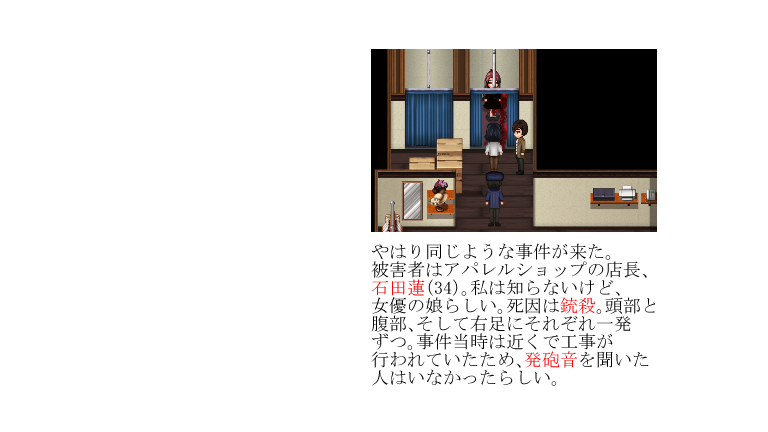 やはり同じような事件が来た。
被害者はアパレルショップの店長、
石田蓮(34)。私は知らないけど、
女優の娘らしい。死因は銃殺。頭部と
腹部、そして右足にそれぞれ一発
ずつ。事件当時は近くで工事が
行われていたため、発砲音を聞いた
人はいなかったらしい。